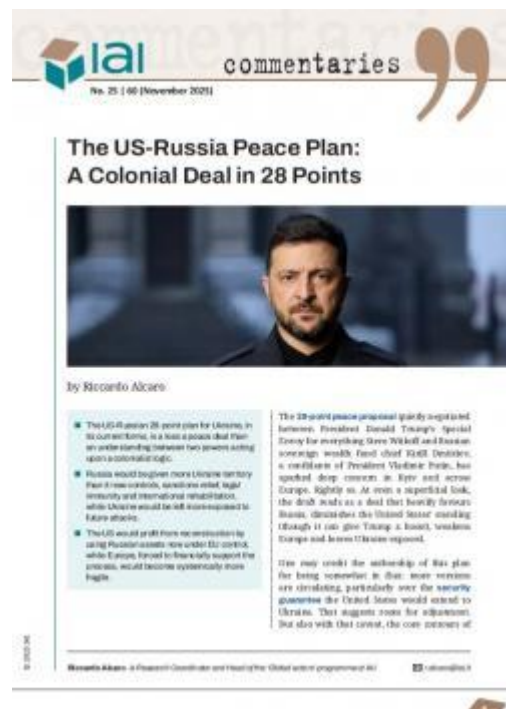 iai
commentaries
No. 25 | 60 (November 2025)
The US-Russia Peace Plan:
A Colonial Deal in 28 Points
by Riccardo Alcaro
The US-Russian 28-point plan for Ukraine, in
its current forms, is a less a peace deal than
an understanding between two powers acting
upon a colonialist logic.
Russia would be given more Ukraine territory
than it now controls, sanctions relief, legal
immunity and international rehabilitation,
while Ukraine would be left more exposed to
future attacks.
The US would profit from reconstruction by
using Russian assets now under EU control,
while Europe, forced to financially support the
process, would become systemically more
fragile.
The 28-point peace proposal quietly negotiated
between President Donald Trump's Special
Envoy for everything Steve Witkoff and Russian
sovereign wealth fund chief Kirill Dmitriev,
a confidante of President Vladimir Putin, has
sparked deep concern in Kyiv and across
Europe. Rightly so. At even a superficial look,
the draft reads as a deal that heavily favours
Russia, diminishes the United States' standing
(though it can give Trump a boost), weakens
Europe and leaves Ukraine exposed.
One may credit the authorship of this plan
for being somewhat in flux: more versions
are circulating, particularly over the security
guarantee the United States would extend to
Ukraine. That suggests room for adjustment.
But also with that caveat, the core contours of
Riccardo Alcaro is Research Coordinator and Head of the 'Global actors' programme at IAI.